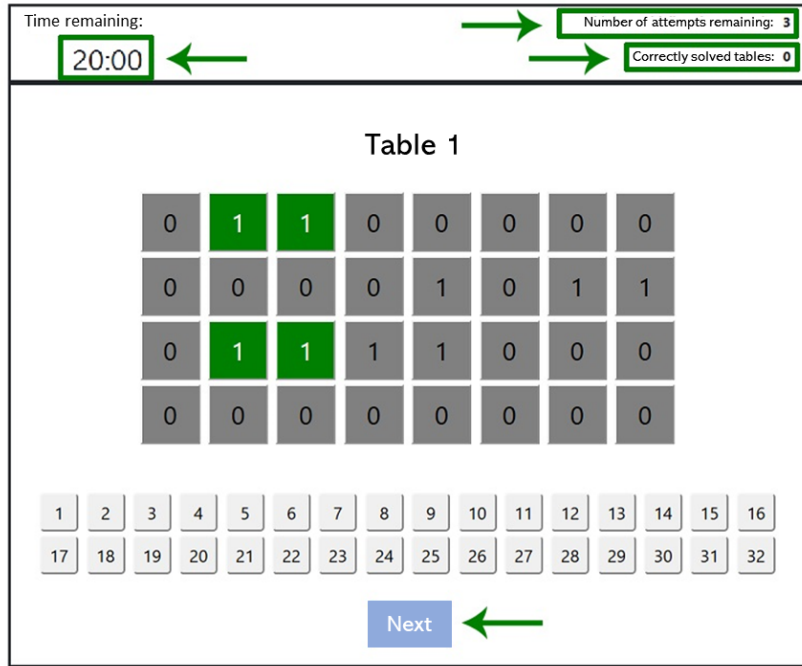 Time remaining:
Number of attempts remaining: 3
20:00
Correctly solved tables: 0
Table 1
0 1 1 0 0 0 0 0
0 0 0 0 1 0 1 1
0 1 1 1 1 0 0 0
0 0 0 0 0 0 0 0
1 2 3 4 5 6 7 8 9 10 11 12 13 14 15 16
17 18 19 20 21 22 23 24 25 26 27 28 29 30 31 32
Next